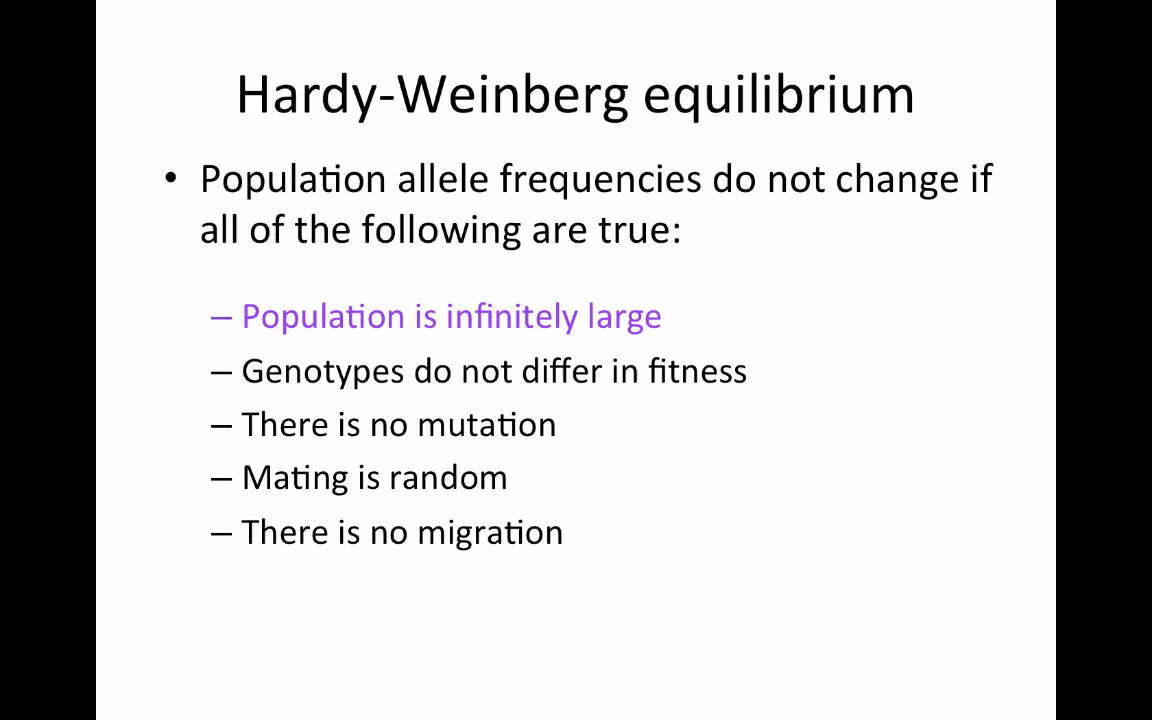 Hardy-Weinberg equilibrium
• Population allele frequencies do not change if
all of the following are true:
– Population is infinitely large
– Genotypes do not differ in fitness
– There is no mutation
– Mating is random
– There is no migration